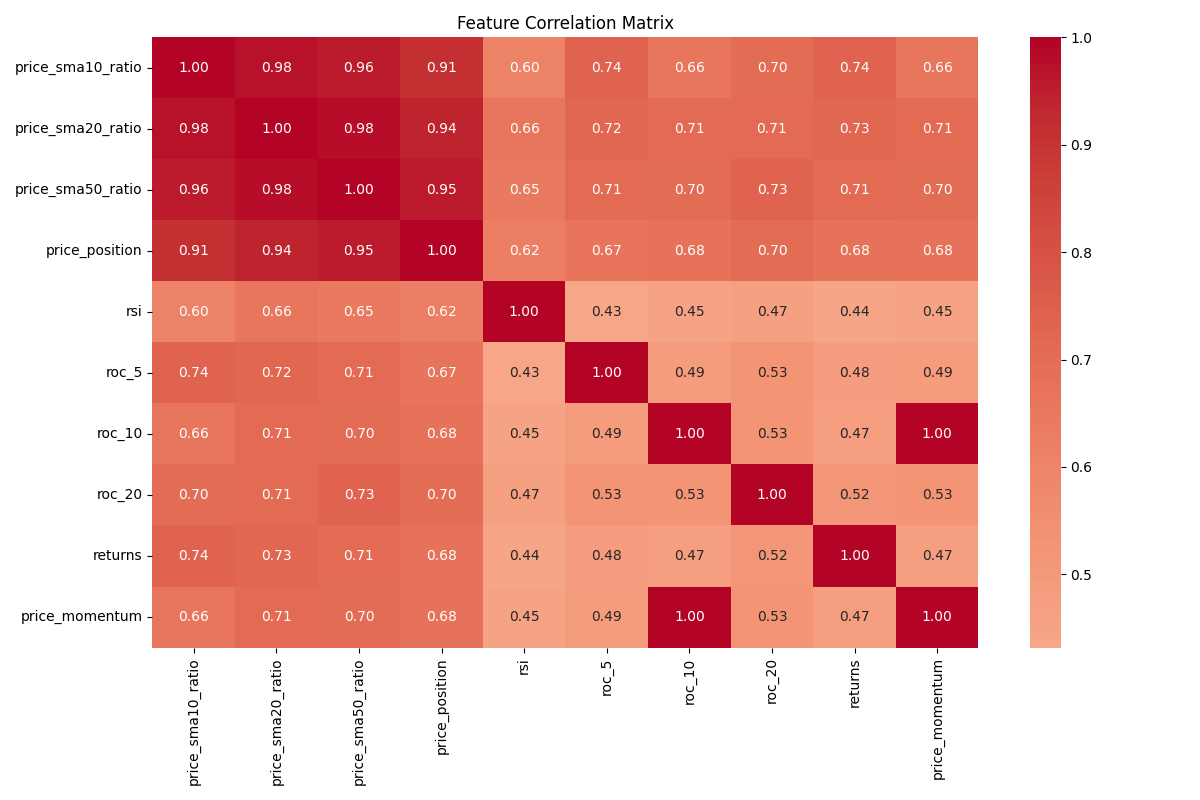 Feature Correlation Matrix
price_sma10_ratio 1.00 0.98 0.96 0.91 0.60 0.74 0.66 0.70 0.74 0.66
price_sma20_ratio 0.98 1.00 0.98 0.94 0.66 0.72 0.71 0.71 0.73 0.71
price_sma50_ratio 0.96 0.98 1.00 0.95 0.65 0.71 0.70 0.73 0.71 0.70
price_position 0.91 0.94 0.95 1.00 0.62 0.67 0.68 0.70 0.68 0.68
rsi 0.60 0.66 0.65 0.62 1.00 0.43 0.45 0.47 0.44 0.45
roc_5 0.74 0.72 0.71 0.67 0.43 1.00 0.49 0.53 0.48 0.49
roc_10 0.66 0.71 0.70 0.68 0.45 0.49 1.00 0.53 0.47 1.00
roc_20 0.70 0.71 0.73 0.70 0.47 0.53 0.53 1.00 0.52 0.53
returns 0.74 0.73 0.71 0.68 0.44 0.48 0.47 0.52 1.00 0.47
price_momentum 0.66 0.71 0.70 0.68 0.45 0.49 1.00 0.53 0.47 1.00
price_sma10_ratio
price_sma20_ratio
price_sma50_ratio
price_position
rsi
roc_5
roc_10
roc_20
returns
price_momentum
1.0
0.9
0.8
0.7
0.6
0.5